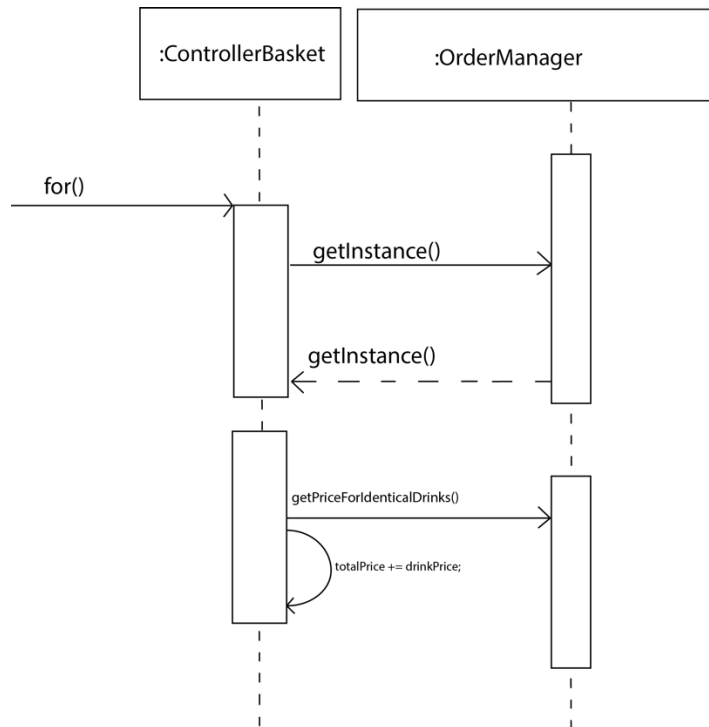 :ControllerBasket
:OrderManager
for()
getInstance()
getInstance()
getPriceForIdenticalDrinks()
totalPrice += drinkPrice;